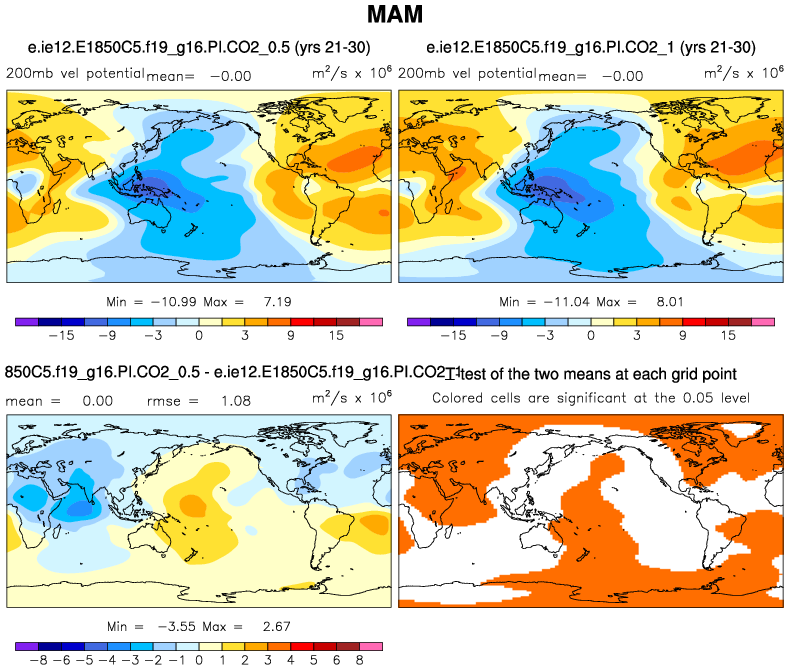 MAM
e.ie12.E1850C5.f19_g16.PI.CO2_0.5 (yrs 21-30)
200mb vel potential mean= −0.00 m²/s x 10⁶
Min = −10.99 Max = 7.19
−15 −9 −3 0 3 9 15
e.ie12.E1850C5.f19_g16.PI.CO2_1 (yrs 21-30)
200mb vel potential mean= −0.00 m²/s x 10⁶
Min = −11.04 Max = 8.01
−15 −9 −3 0 3 9 15
850C5.f19_g16.PI.CO2_0.5 - e.ie12.E1850C5.f19_g16.PI.CO2_1
mean = 0.00 rmse = 1.08 m²/s x 10⁶
Min = −3.55 Max = 2.67
−8 −6 −5 −4 −3 −2 −1 0 1 2 3 4 5 6 8
T-test of the two means at each grid point
Colored cells are significant at the 0.05 level